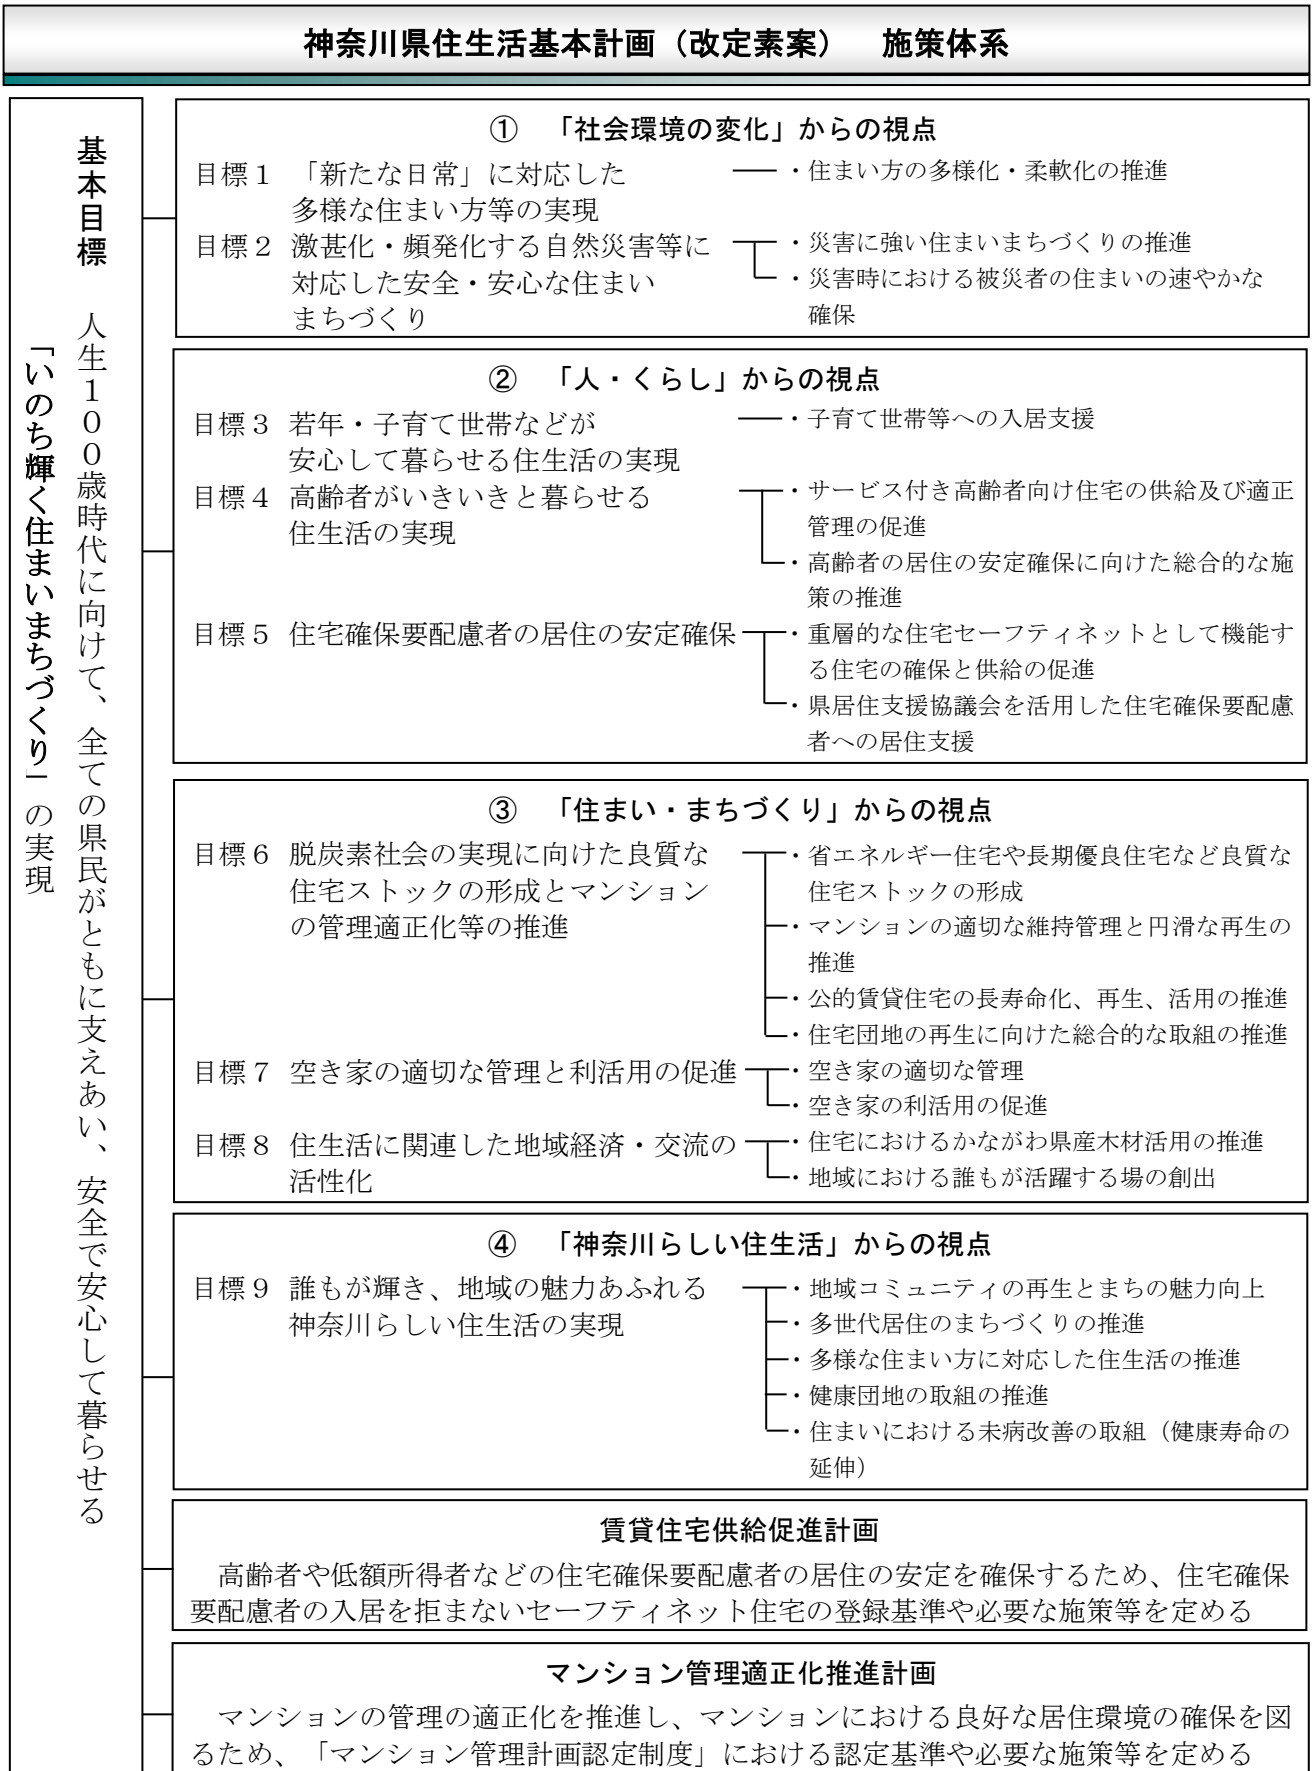 神奈川県住生活基本計画（改定素案）　施策体系
基本目標　人生１００歳時代に向けて、全ての県民がともに支えあい、安全で安心して暮らせる
「いのち輝く住まいまちづくり」の実現
①　「社会環境の変化」からの視点
目標１　「新たな日常」に対応した
多様な住まい方等の実現
・住まい方の多様化・柔軟化の推進
目標２　激甚化・頻発化する自然災害等に
対応した安全・安心な住まい
まちづくり
・災害に強い住まいまちづくりの推進
・災害時における被災者の住まいの速やかな
確保
②　「人・くらし」からの視点
目標３　若年・子育て世帯などが
安心して暮らせる住生活の実現
・子育て世帯等への入居支援
目標４　高齢者がいきいきと暮らせる
住生活の実現
・サービス付き高齢者向け住宅の供給及び適正
管理の促進
・高齢者の居住の安定確保に向けた総合的な施
策の推進
目標５　住宅確保要配慮者の居住の安定確保
・重層的な住宅セーフティネットとして機能す
る住宅の確保と供給の促進
・県居住支援協議会を活用した住宅確保要配慮
者への居住支援
③　「住まい・まちづくり」からの視点
目標６　脱炭素社会の実現に向けた良質な
住宅ストックの形成とマンション
の管理適正化等の推進
・省エネルギー住宅や長期優良住宅など良質な
住宅ストックの形成
・マンションの適切な維持管理と円滑な再生の
推進
・公的賃貸住宅の長寿命化、再生、活用の推進
・住宅団地の再生に向けた総合的な取組の推進
目標７　空き家の適切な管理と利活用の促進
・空き家の適切な管理
・空き家の利活用の促進
目標８　住生活に関連した地域経済・交流の
活性化
・住宅におけるかながわ県産木材活用の推進
・地域における誰もが活躍する場の創出
④　「神奈川らしい住生活」からの視点
目標９　誰もが輝き、地域の魅力あふれる
神奈川らしい住生活の実現
・地域コミュニティの再生とまちの魅力向上
・多世代居住のまちづくりの推進
・多様な住まい方に対応した住生活の推進
・健康団地の取組の推進
・住まいにおける未病改善の取組（健康寿命の
延伸）
賃貸住宅供給促進計画
高齢者や低額所得者などの住宅確保要配慮者の居住の安定を確保するため、住宅確保
要配慮者の入居を拒まないセーフティネット住宅の登録基準や必要な施策等を定める
マンション管理適正化推進計画
マンションの管理の適正化を推進し、マンションにおける良好な居住環境の確保を図
るため、「マンション管理計画認定制度」における認定基準や必要な施策等を定める